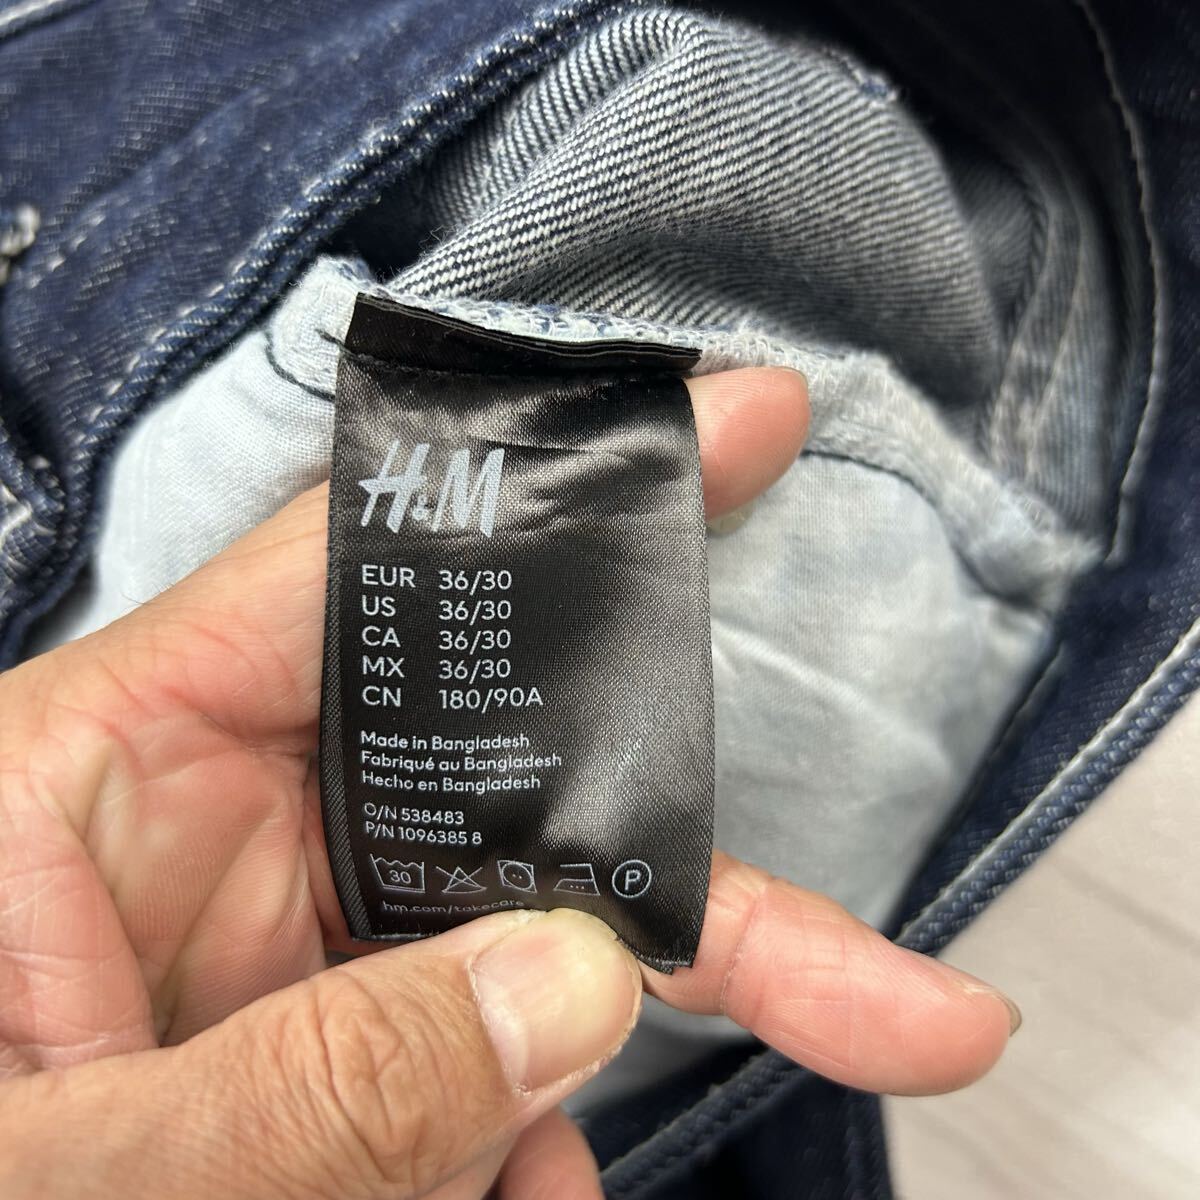 H&M
EUR 36/30
US 36/30
CA 36/30
MX 36/30
CN 180/90A
Made in Bangladesh
Fabriqué au Bangladesh
Hecho en Bangladesh
O/N 538483
P/N 1096385 8
30
P
hm.com/takecare